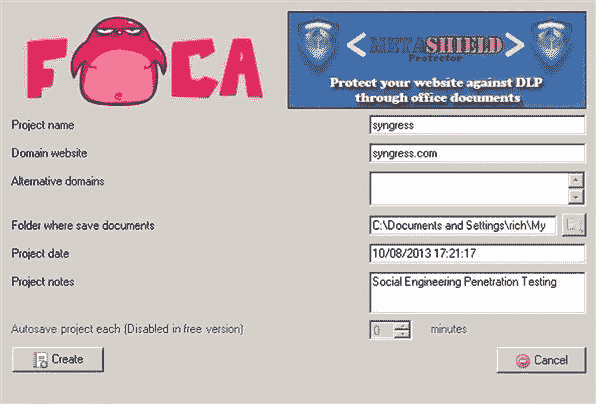 FOCA
<METASHIELD>
Protector
Protect your website against DLP
through office documents
Project name
syngress
Domain website
syngress.com
Alternative domains
Folder where save documents
C:\Documents and Settings\rich\My
Project date
10/08/2013 17:21:17
Project notes
Social Engineering Penetration Testing
Autosave project each (Disabled in free version)
0
minutes
Create
Cancel